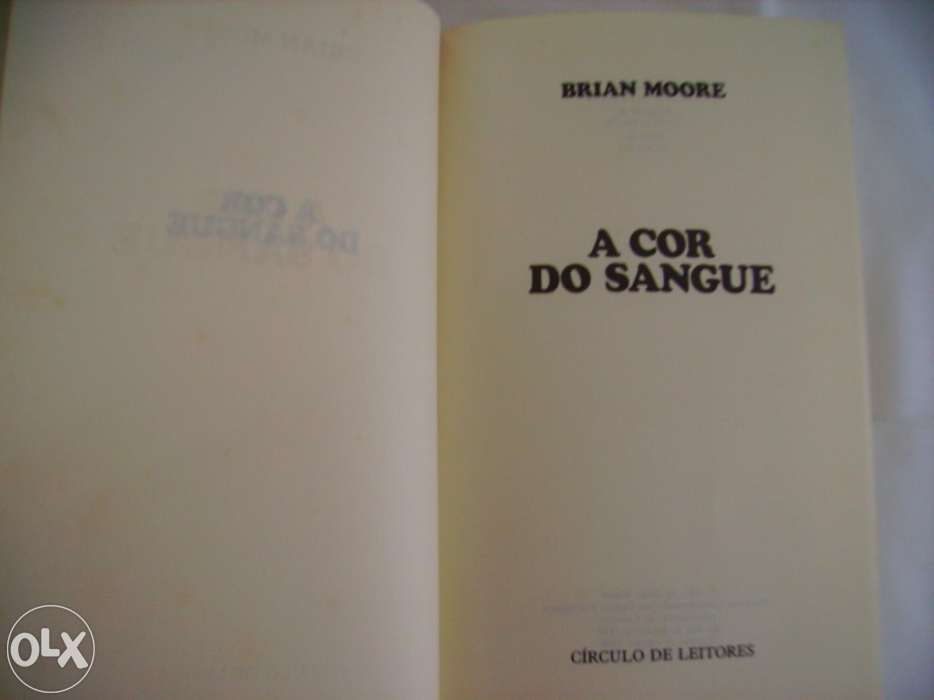 BRIAN MOORE
A COR
DO SANGUE
CÍRCULO DE LEITORES
OLX